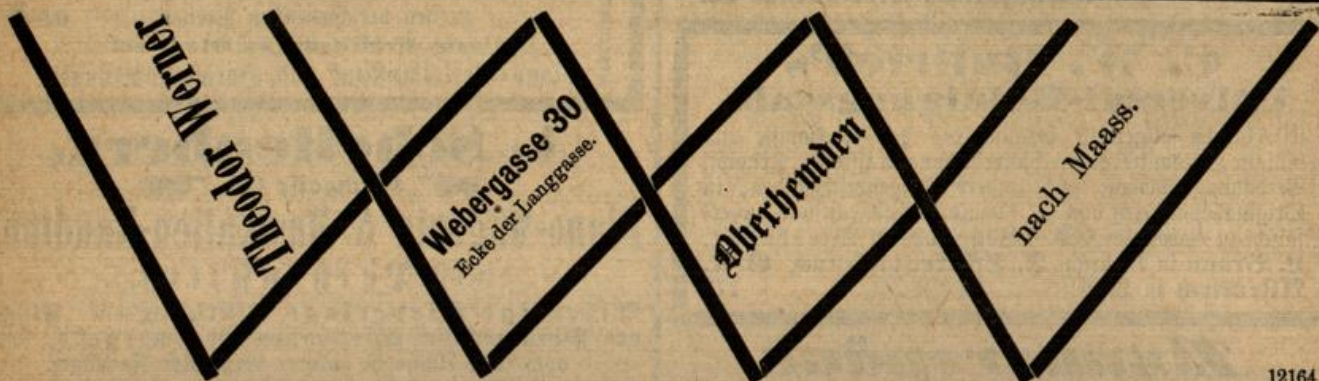 Theodor Werner
Webergasse 30
Ecke der Langgasse.
Oberhemden
nach Maass.
12164